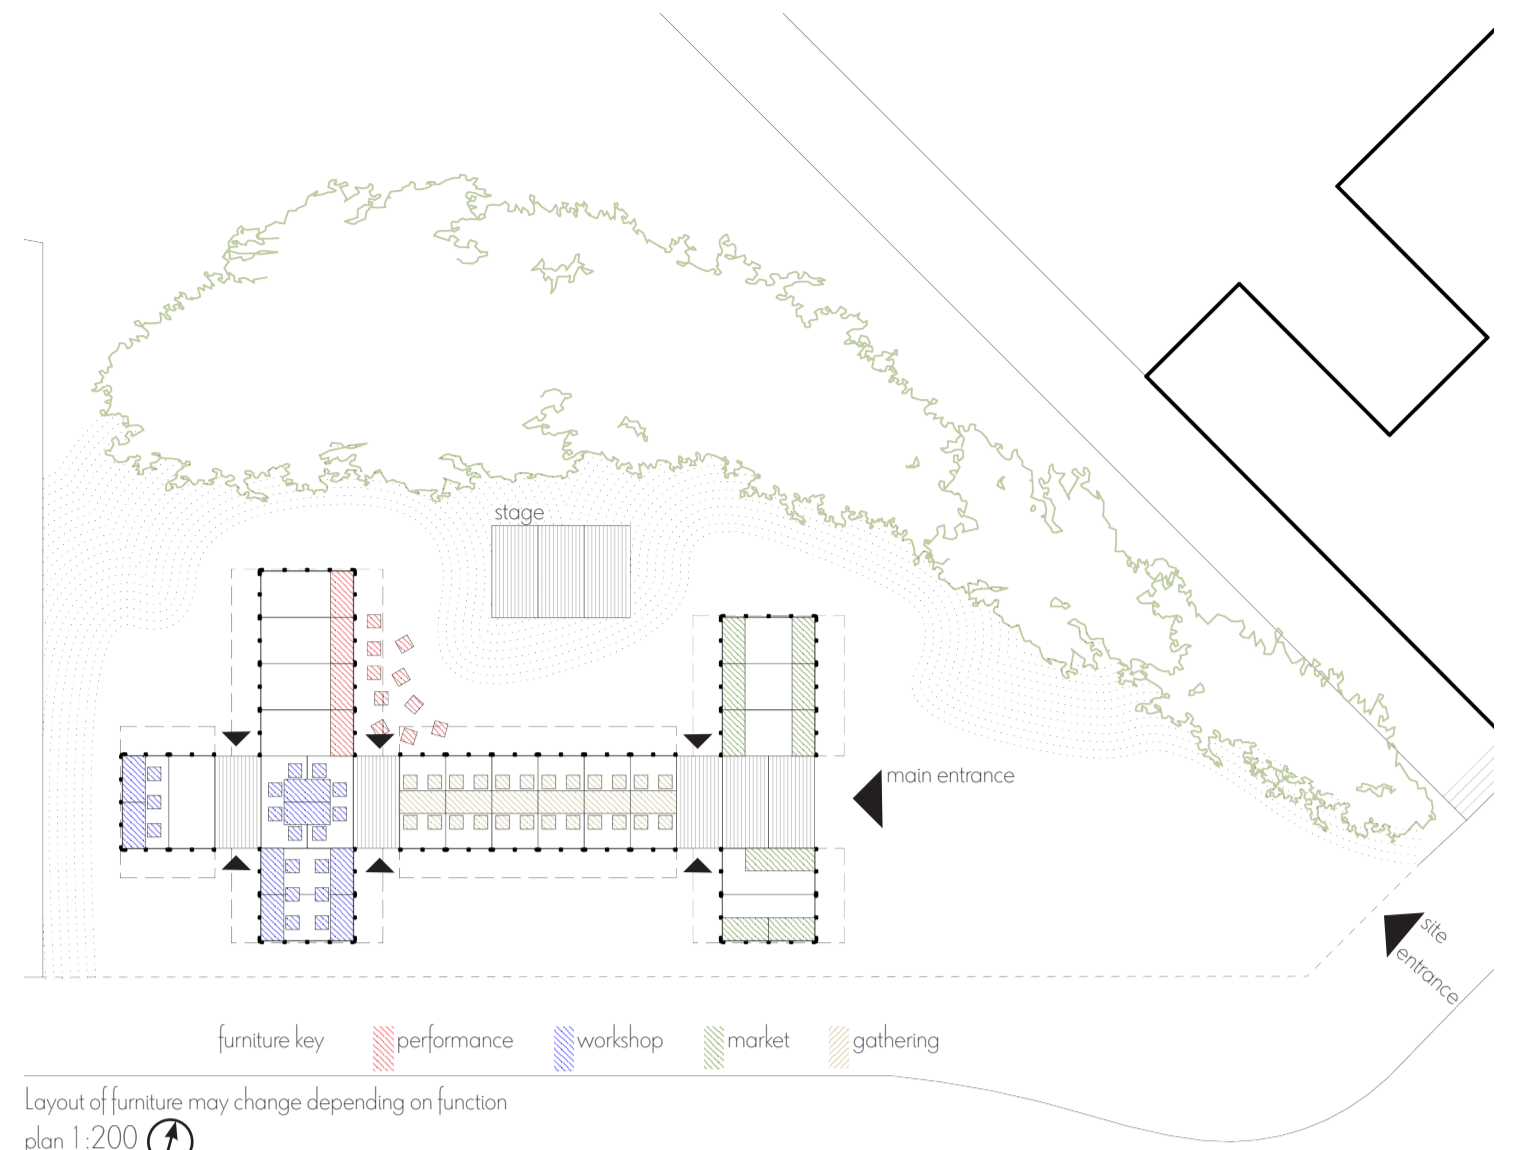 stage
main entrance
site
entrance
furniture key performance workshop market gathering
Layout of furniture may change depending on function
plan 1:200